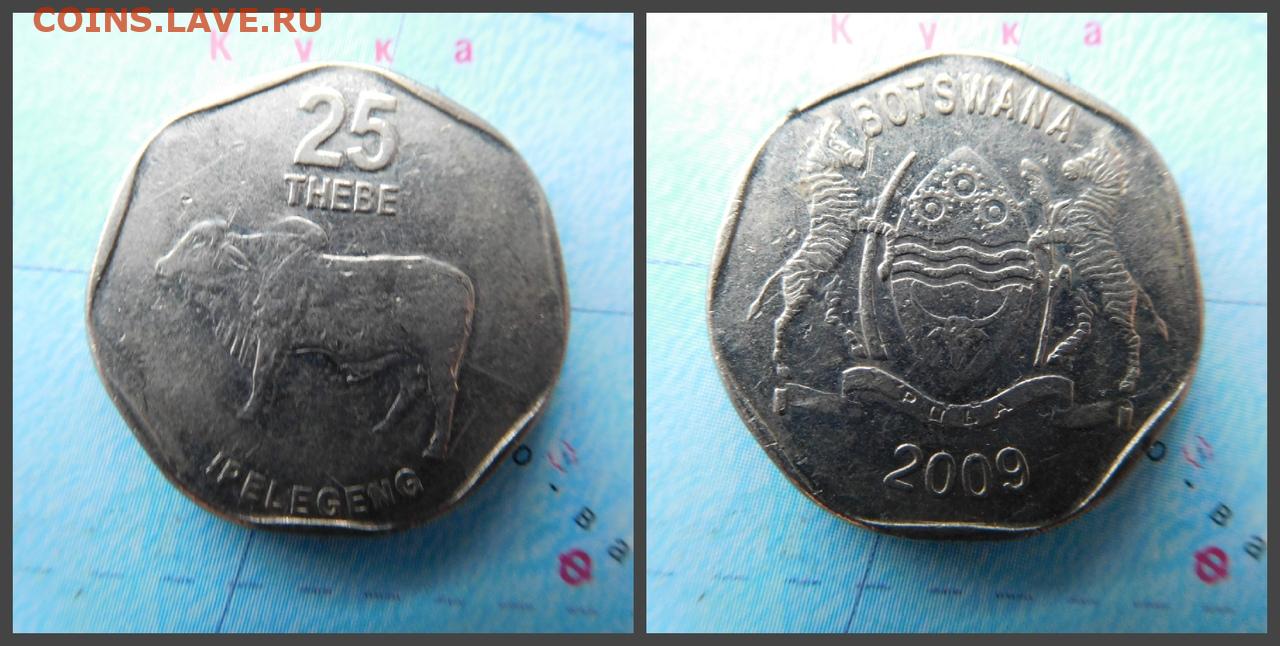 COINS.LAVE.RU
К у к а
25
THEBE
IPELEGENG
К у к а
BOTSWANA
PULA
2009